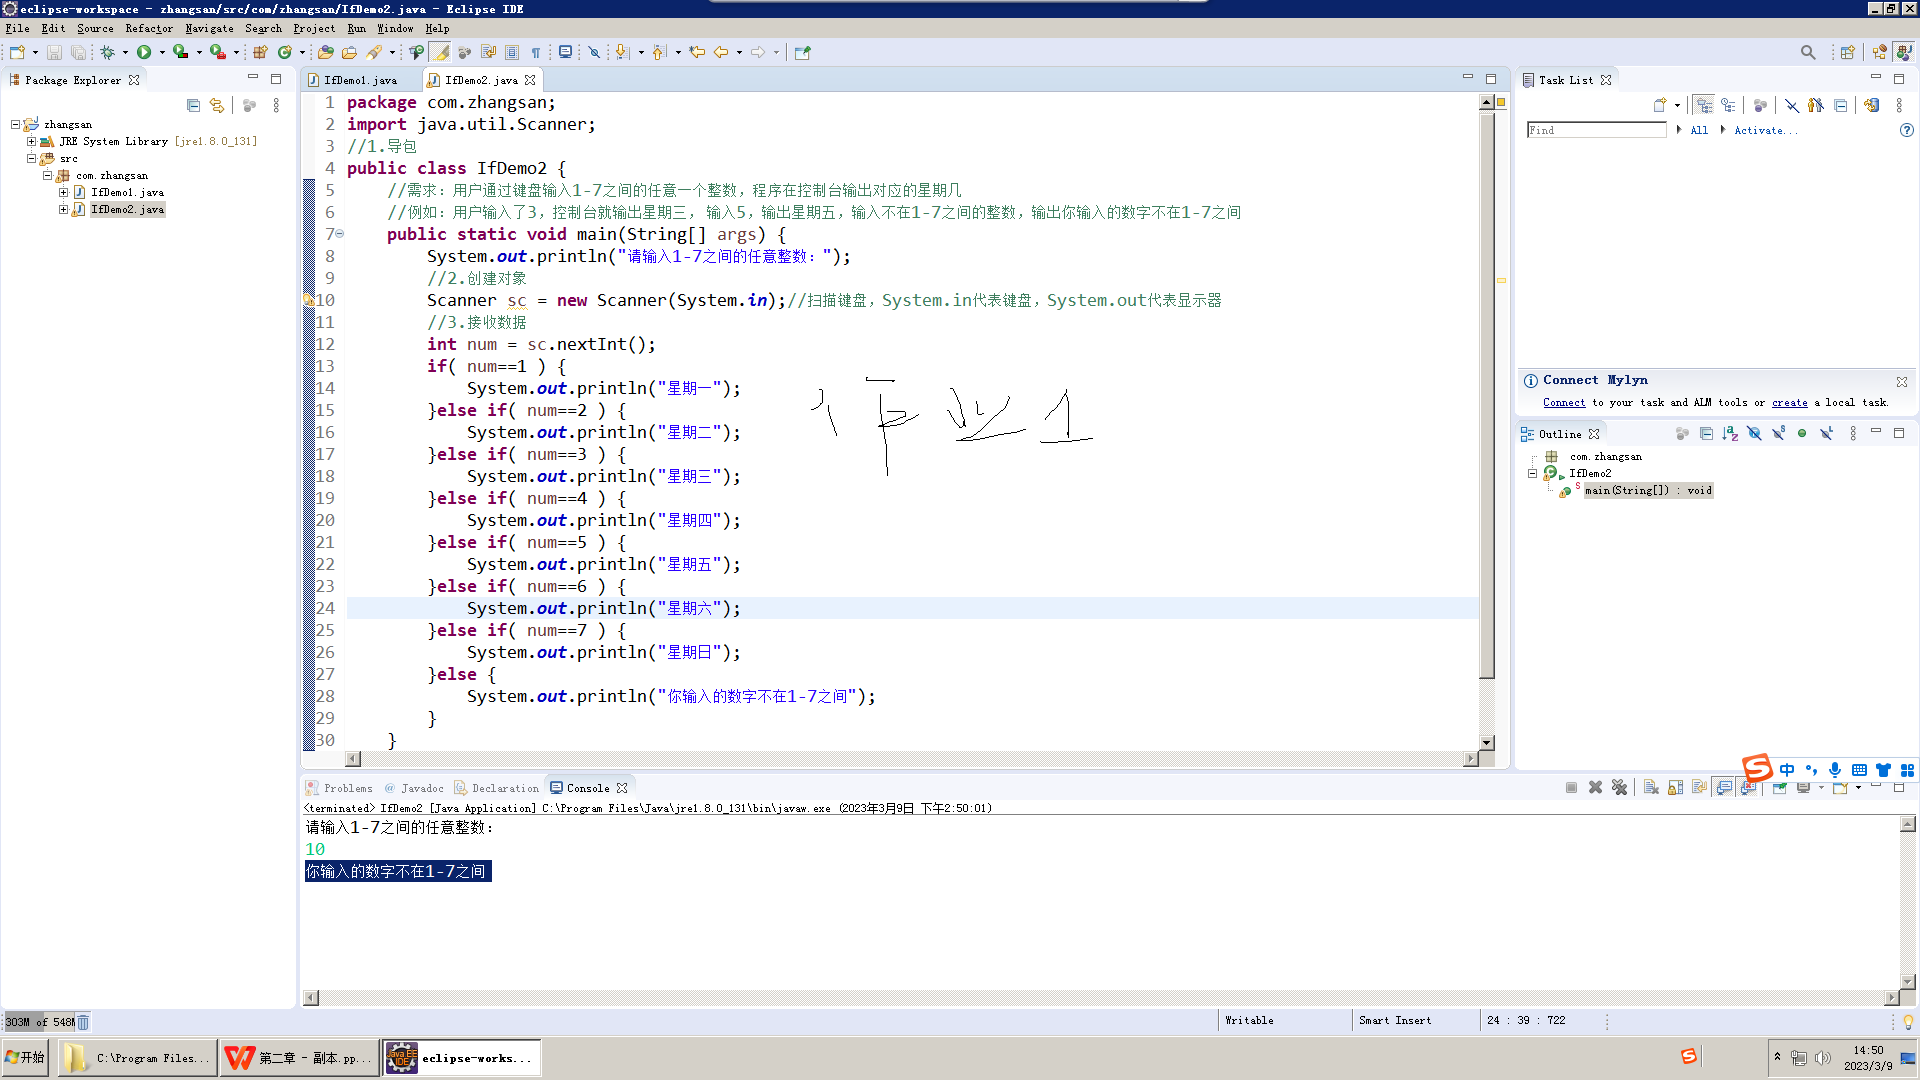 eclipse-workspace - zhangsan/src/com/zhangsan/IfDemo2.java - Eclipse IDE
File Edit Source Refactor Navigate Search Project Run Window Help
Package Explorer
zhangsan
JRE System Library [jre1.8.0_131]
src
com.zhangsan
IfDemo1.java
IfDemo2.java
IfDemo1.java IfDemo2.java
1 package com.zhangsan;
2 import java.util.Scanner;
3 //1.导包
4 public class IfDemo2 {
5 //需求: 用户通过键盘输入1-7之间的任意一个整数，程序在控制台输出对应的星期几
6 //例如: 用户输入了3，控制台就输出星期三， 输入5，输出星期五，输入不在1-7之间的整数，输出你输入的数字不在1-7之间
7 public static void main(String[] args) {
8 System.out.println("请输入1-7之间的任意整数: ");
9 //2.创建对象
10 Scanner sc = new Scanner(System.in);//扫描键盘，System.in代表键盘，System.out代表显示器
11 //3.接收数据
12 int num = sc.nextInt();
13 if( num==1 ) {
14 System.out.println("星期一");
15 }else if( num==2 ) {
16 System.out.println("星期二");
17 }else if( num==3 ) {
18 System.out.println("星期三");
19 }else if( num==4 ) {
20 System.out.println("星期四");
21 }else if( num==5 ) {
22 System.out.println("星期五");
23 }else if( num==6 ) {
24 System.out.println("星期六");
25 }else if( num==7 ) {
26 System.out.println("星期日");
27 }else {
28 System.out.println("你输入的数字不在1-7之间");
29 }
30 }
Task List
Find All Activate...
Connect Mylyn
Connect to your task and ALM tools or create a local task.
Outline
com.zhangsan
IfDemo2
main(String[]) : void
Problems Javadoc Declaration Console
<terminated> IfDemo2 [Java Application] C:\Program Files\Java\jre1.8.0_131\bin\javaw.exe (2023年3月9日 下午2:50:01)
请输入1-7之间的任意整数:
10
你输入的数字不在1-7之间
中
303M of 548M
Writable Smart Insert 24 : 39 : 722
开始 C:\Program Files... 第二章 - 副本.pp... eclipse-works...
14:50
2023/3/9